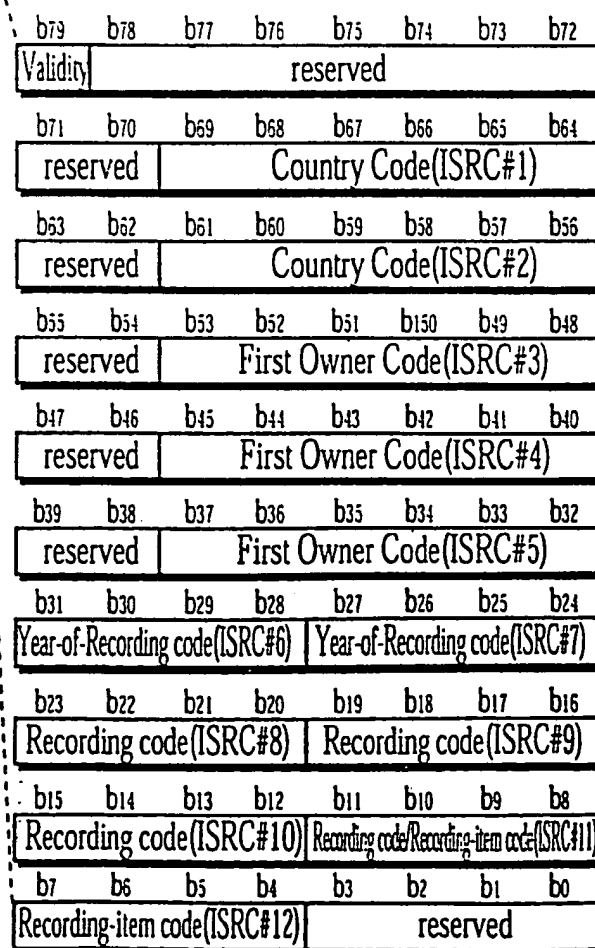 b79 b78 b77 b76 b75 b74 b73 b72
Validity reserved
b71 b70 b69 b68 b67 b66 b65 b64
reserved Country Code(ISRC#1)
b63 b62 b61 b60 b59 b58 b57 b56
reserved Country Code(ISRC#2)
b55 b54 b53 b52 b51 b150 b49 b48
reserved First Owner Code(ISRC#3)
b47 b46 b45 b44 b43 b42 b41 b40
reserved First Owner Code(ISRC#4)
b39 b38 b37 b36 b35 b34 b33 b32
reserved First Owner Code(ISRC#5)
b31 b30 b29 b28 b27 b26 b25 b24
Year-of-Recording code(ISRC#6) Year-of-Recording code(ISRC#7)
b23 b22 b21 b20 b19 b18 b17 b16
Recording code(ISRC#8) Recording code(ISRC#9)
b15 b14 b13 b12 b11 b10 b9 b8
Recording code(ISRC#10) Recording code/Recording-item code(ISRC#11)
b7 b6 b5 b4 b3 b2 b1 b0
Recording-item code(ISRC#12) reserved